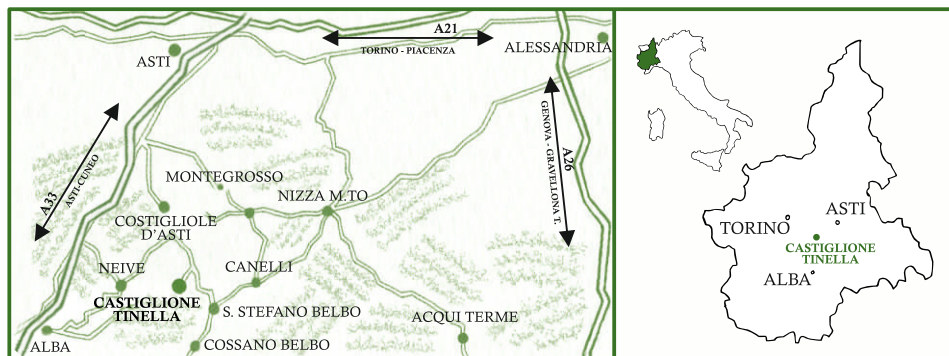 A21
TORINO - PIACENZA
ASTI
ALESSANDRIA
A33
ASTI-CUNEO
GENOVA - GRAVELLONA T.
A26
MONTEGROSSO
NIZZA M.TO
COSTIGLIOLE
D'ASTI
NEIVE
CANELLI
CASTIGLIONE
TINELLA
S. STEFANO BELBO
ACQUI TERME
ALBA
COSSANO BELBO
TORINO
ASTI
CASTIGLIONE
TINELLA
ALBA